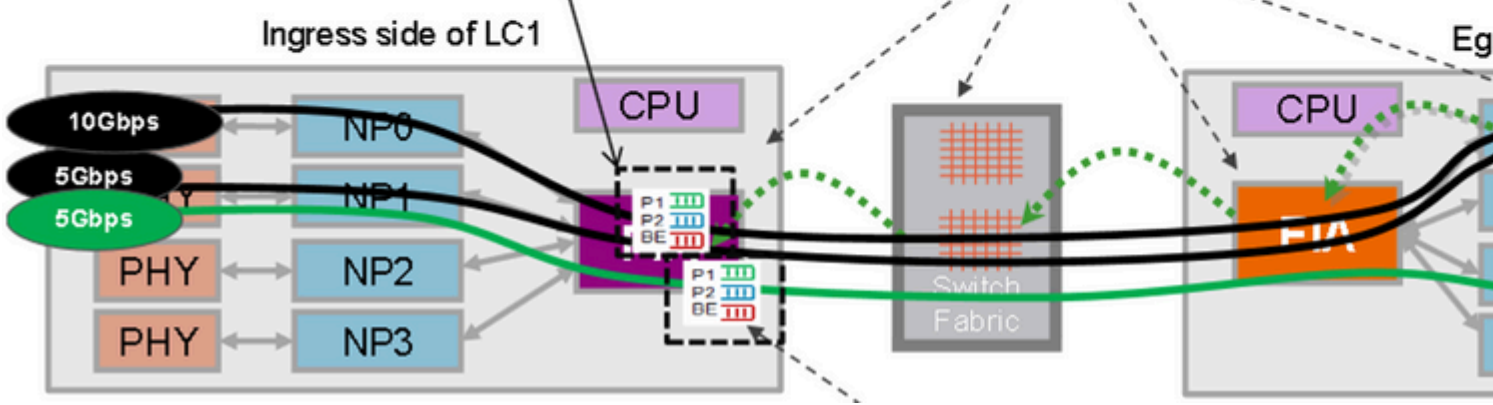 Ingress side of LC1
Eg
10Gbps
NP0
CPU
CPU
5Gbps
NP1
5Gbps
P1
P2
BE
FIA
PHY
NP2
P1
P2
BE
Switch
Fabric
PHY
NP3